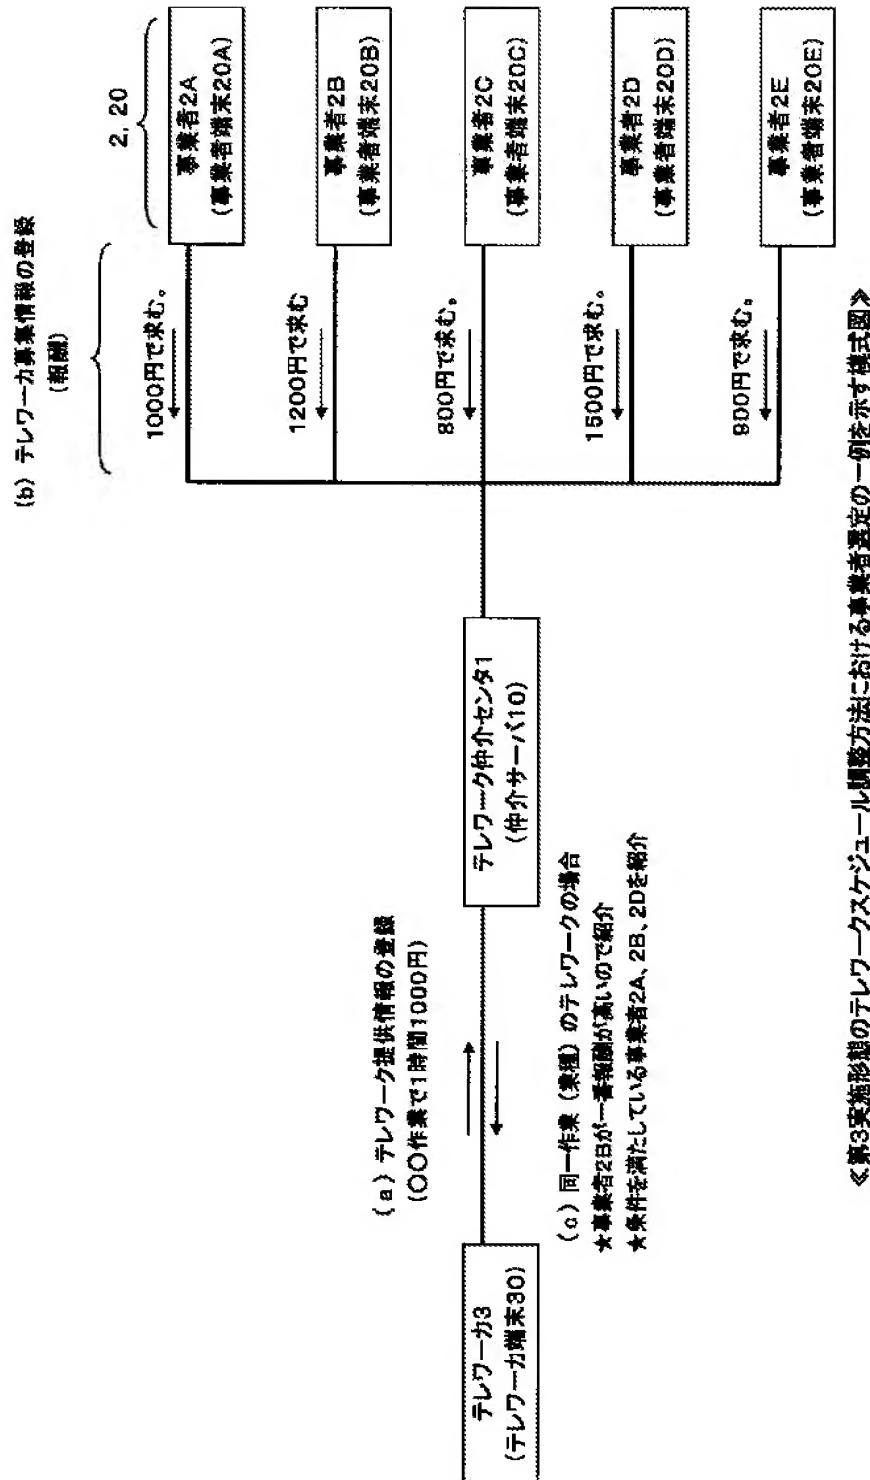 (b) テレワーカ募集情報の登録
(報酬)
2, 20
1000円で求む。
事業者2A
(事業者端末20A)
1200円で求む
事業者2B
(事業者端末20B)
800円で求む。
事業者2C
(事業者端末20C)
1500円で求む。
事業者2D
(事業者端末20D)
900円で求む。
事業者2E
(事業者端末20E)
テレワーク仲介センタ1
(仲介サーバ10)
(a) テレワーク提供情報の登録
(○○作業で1時間1000円)
テレワーカ3
(テレワーカ端末30)
(c) 同一作業(業種)のテレワークの場合
★事業者2Bが一番報酬が高いので紹介
★条件を満たしている事業者2A、2B、2Dを紹介
≪第3実施形態のテレワークスケジュール調整方法における事業者選定の一例を示す模式図≫